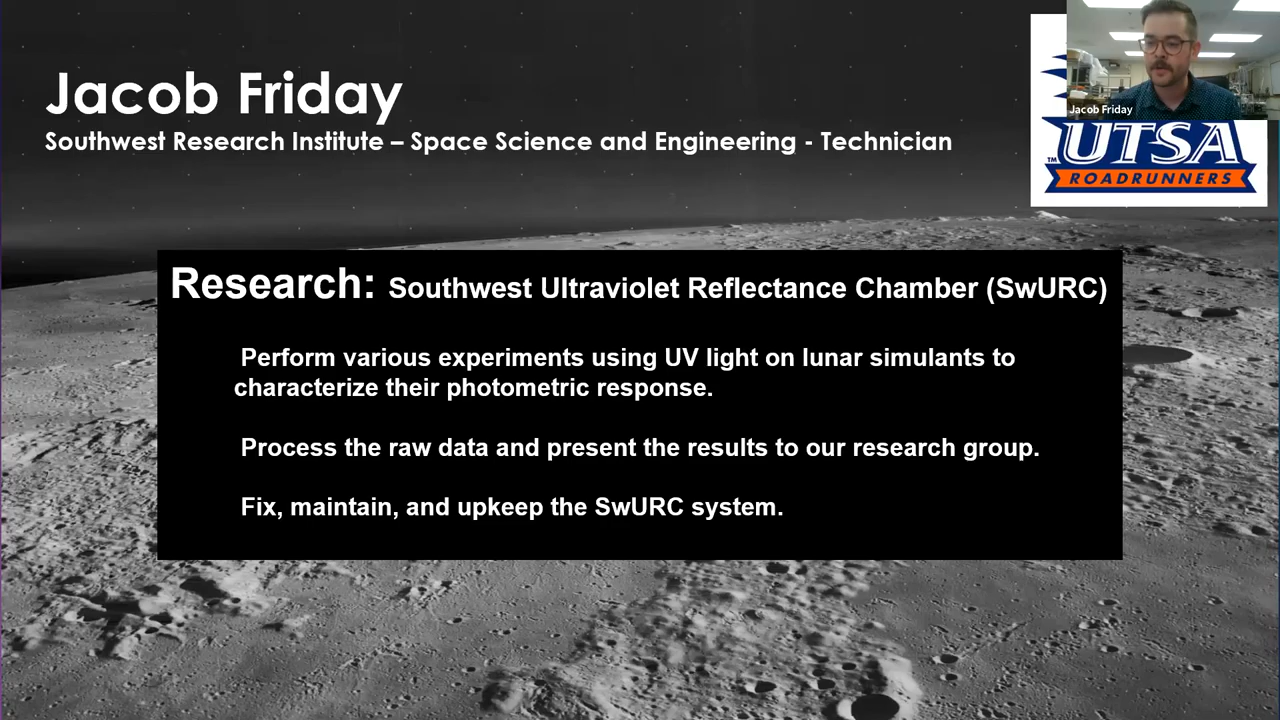 Jacob Friday
Southwest Research Institute – Space Science and Engineering - Technician
Jacob Friday
™ UTSA
ROADRUNNERS
Research: Southwest Ultraviolet Reflectance Chamber (SwURC)
Perform various experiments using UV light on lunar simulants to
characterize their photometric response.
Process the raw data and present the results to our research group.
Fix, maintain, and upkeep the SwURC system.